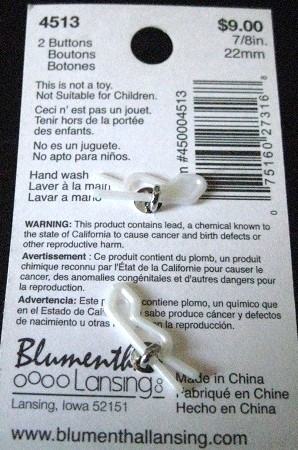 4513
$9.00
2 Buttons
Boutons
Botones
7/8in.
22mm
This is not a toy.
Not Suitable for Children.
Ceci n' est pas un jouet.
Tenir hors de la portée
des enfants.
No es un juguete.
No apto para niños.
Hand wash
Laver à la main
Lavar a mano
#450004513
8
75160 27316
WARNING: This product contains lead, a chemical known to
the state of California to cause cancer and birth defects or
other reproductive harm.
Avertissement : Ce produit contient du plomb, un produit
chimique reconnu par l'État de la Californie pour causer le
cancer, des anomalies congénitales et d'autres dangers pour
la reproduction.
Advertencia: Este contiene plomo, un químico que
en el Estado de sabe produce cáncer y defectos
de nacimiento u otras en la reproducción.
Blumenth
Lansing Co
Lansing, Iowa 52151
Made in China
Fabriqué en Chine
Hecho en China
www.blumenthallansing.com